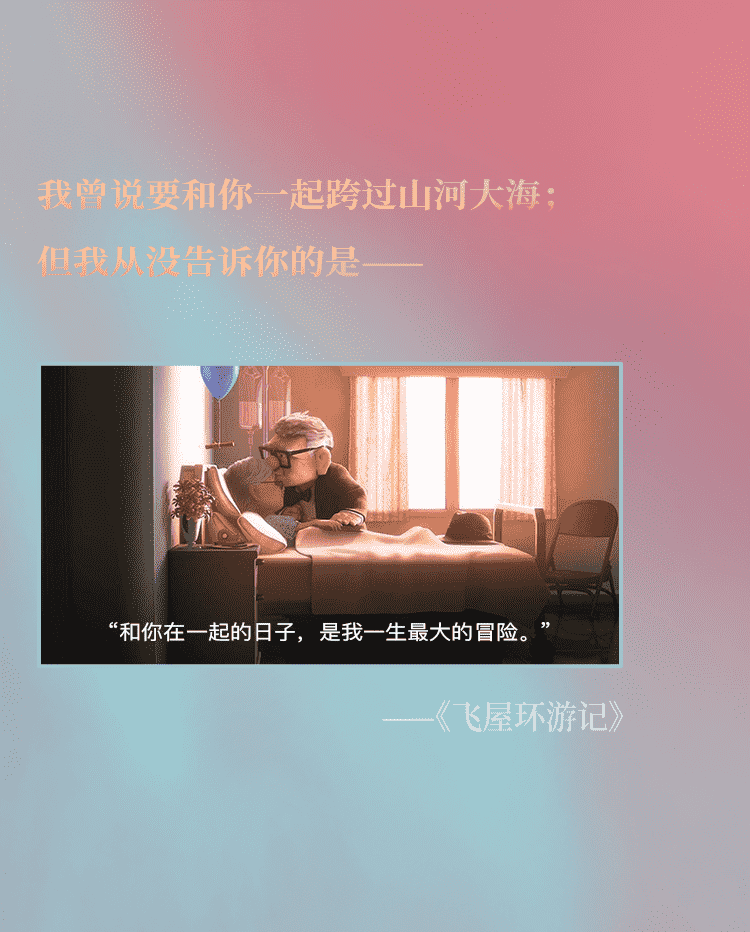 我曾说要和你一起跨过山河大海；
但我从没告诉你的是——
“和你在一起的日子，是我一生最大的冒险。”
——《飞屋环游记》